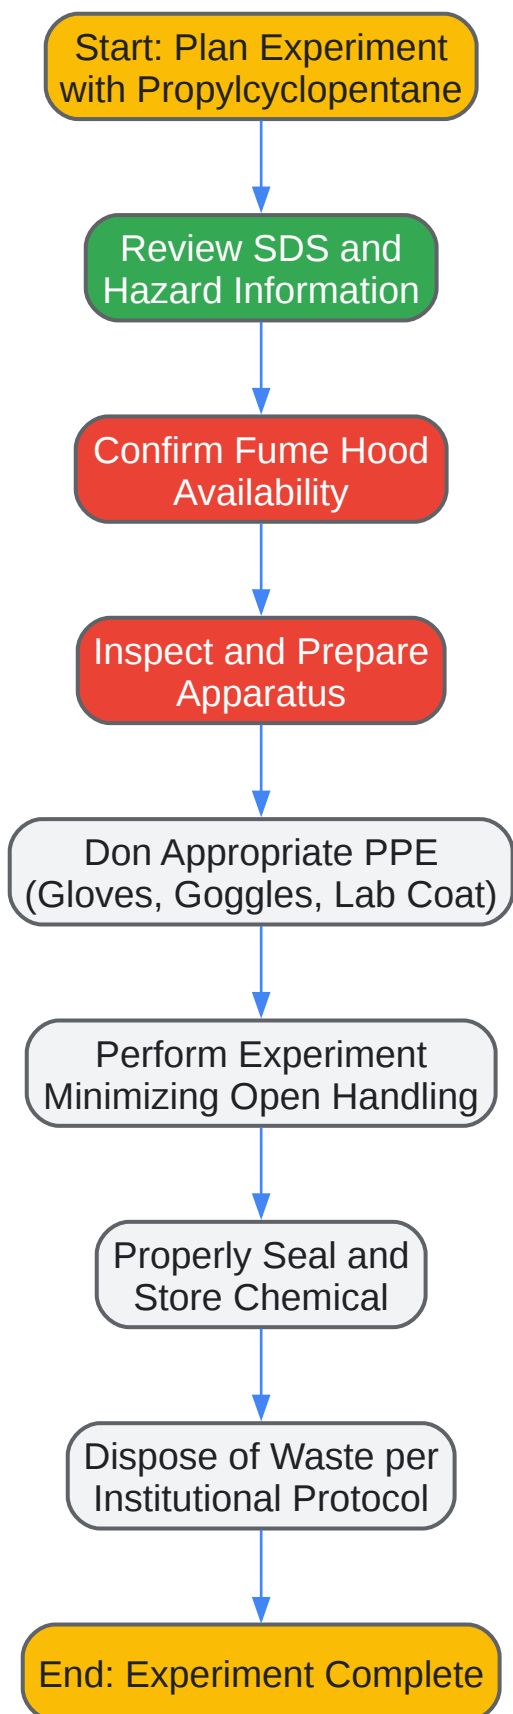 Start: Plan Experiment
with Propylcyclopentane
Review SDS and
Hazard Information
Confirm Fume Hood
Availability
Inspect and Prepare
Apparatus
Don Appropriate PPE
(Gloves, Goggles, Lab Coat)
Perform Experiment
Minimizing Open Handling
Properly Seal and
Store Chemical
Dispose of Waste per
Institutional Protocol
End: Experiment Complete